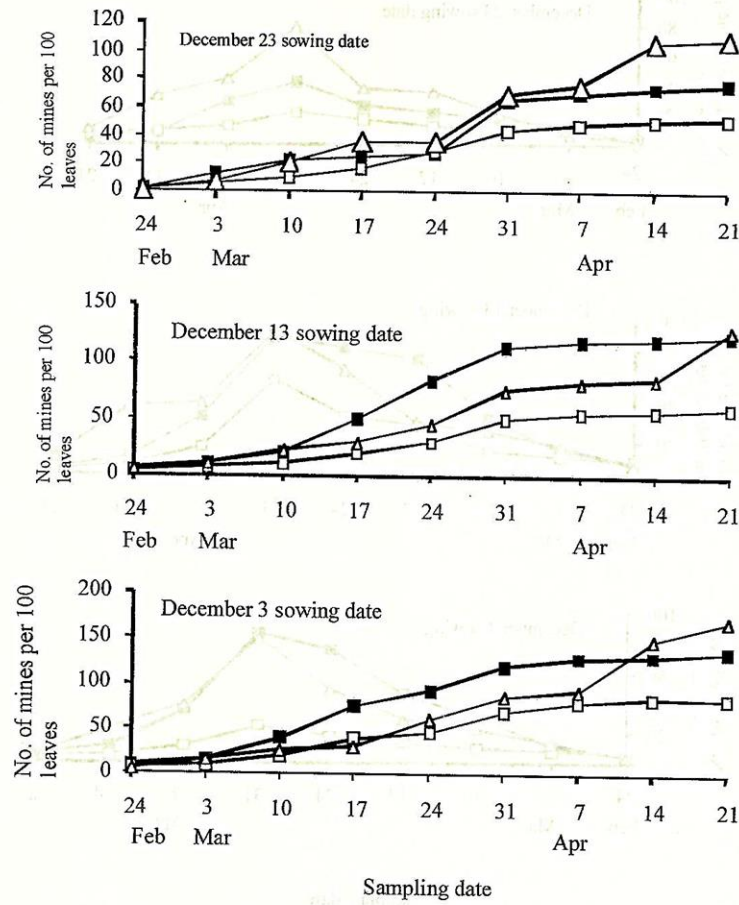 120
100
80
60
40
20
0
No. of mines per 100
leaves
December 23 sowing date
24 3 10 17 24 31 7 14 21
Feb Mar Apr
150
100
50
0
No. of mines per 100
leaves
December 13 sowing date
24 3 10 17 24 31 7 14 21
Feb Mar Apr
200
150
100
50
0
No. of mines per 100
leaves
December 3 sowing date
24 3 10 17 24 31 7 14 21
Feb Mar Apr
Sampling date